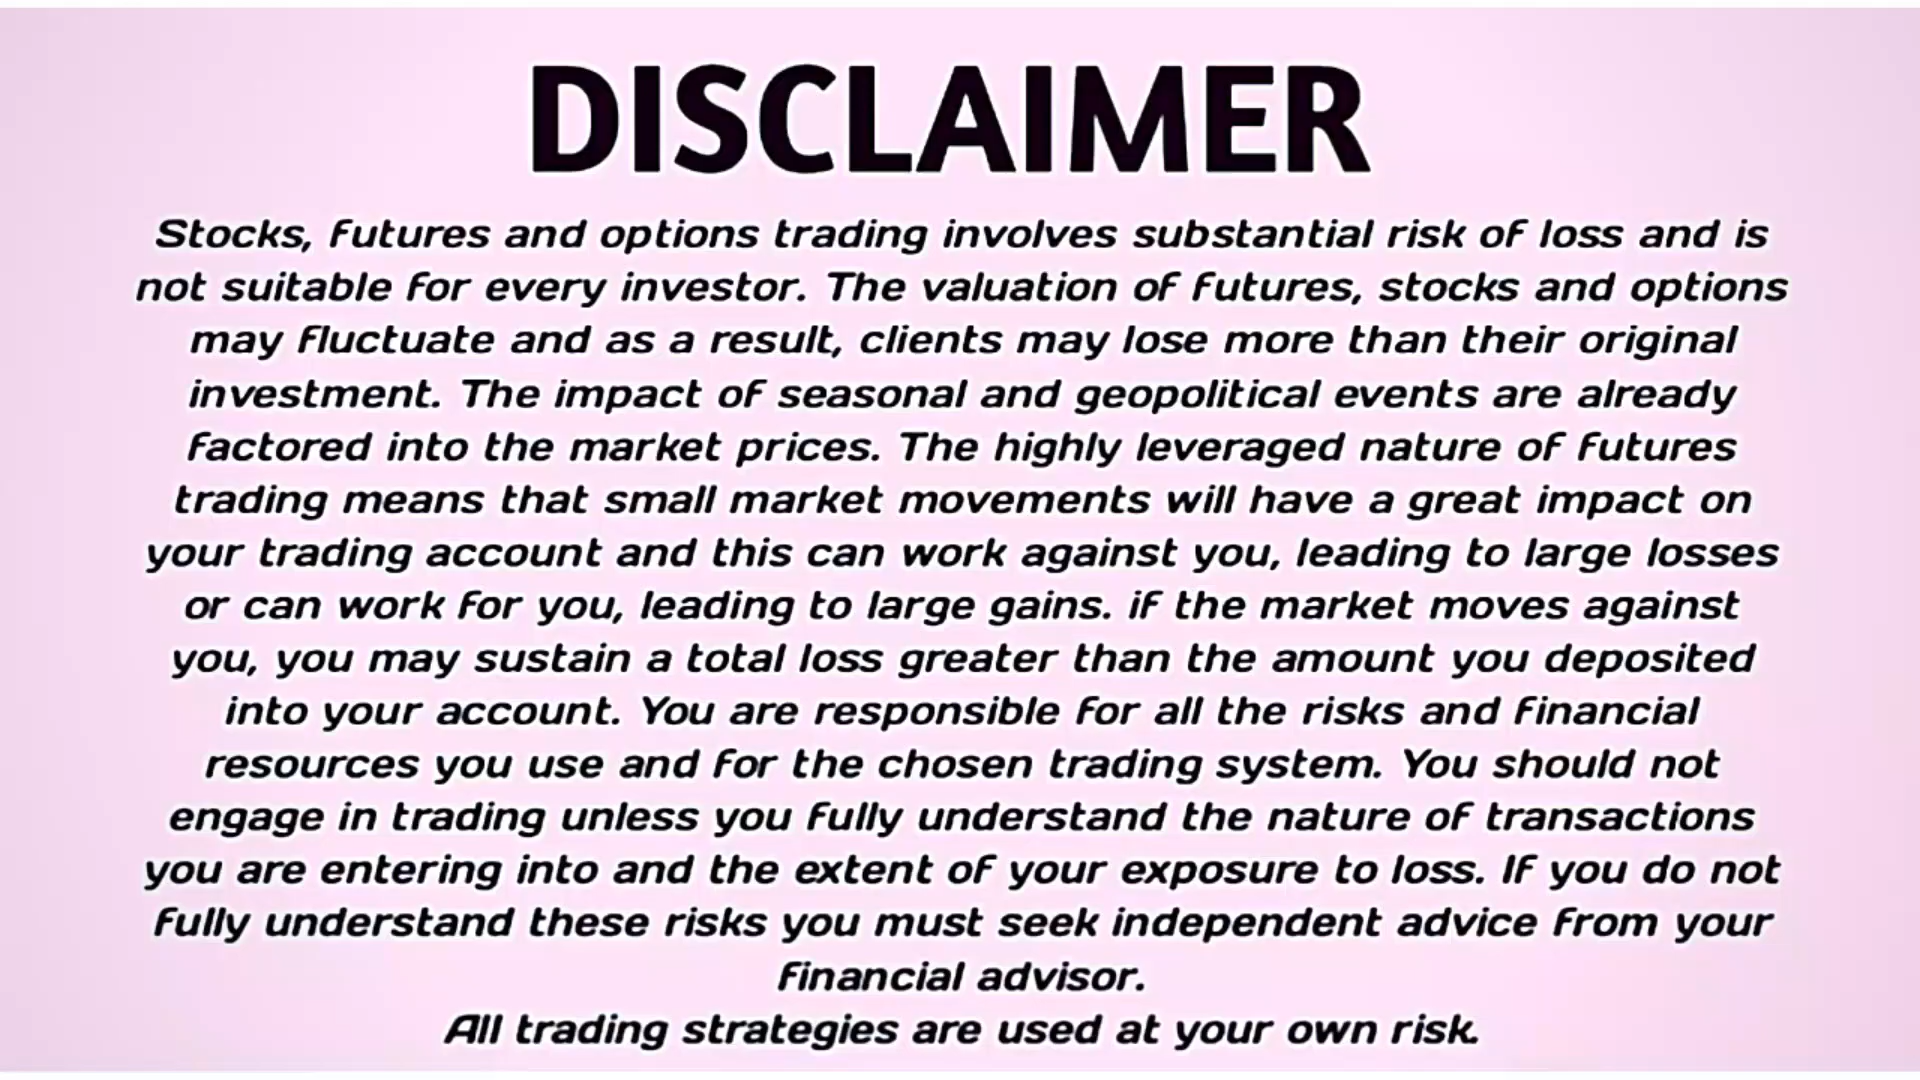 DISCLAIMER
Stocks, futures and options trading involves substantial risk of loss and is
not suitable for every investor. The valuation of futures, stocks and options
may fluctuate and as a result, clients may lose more than their original
investment. The impact of seasonal and geopolitical events are already
factored into the market prices. The highly leveraged nature of futures
trading means that small market movements will have a great impact on
your trading account and this can work against you, leading to large losses
or can work for you, leading to large gains. if the market moves against
you, you may sustain a total loss greater than the amount you deposited
into your account. You are responsible for all the risks and financial
resources you use and for the chosen trading system. You should not
engage in trading unless you fully understand the nature of transactions
you are entering into and the extent of your exposure to loss. If you do not
fully understand these risks you must seek independent advice from your
financial advisor.
All trading strategies are used at your own risk.